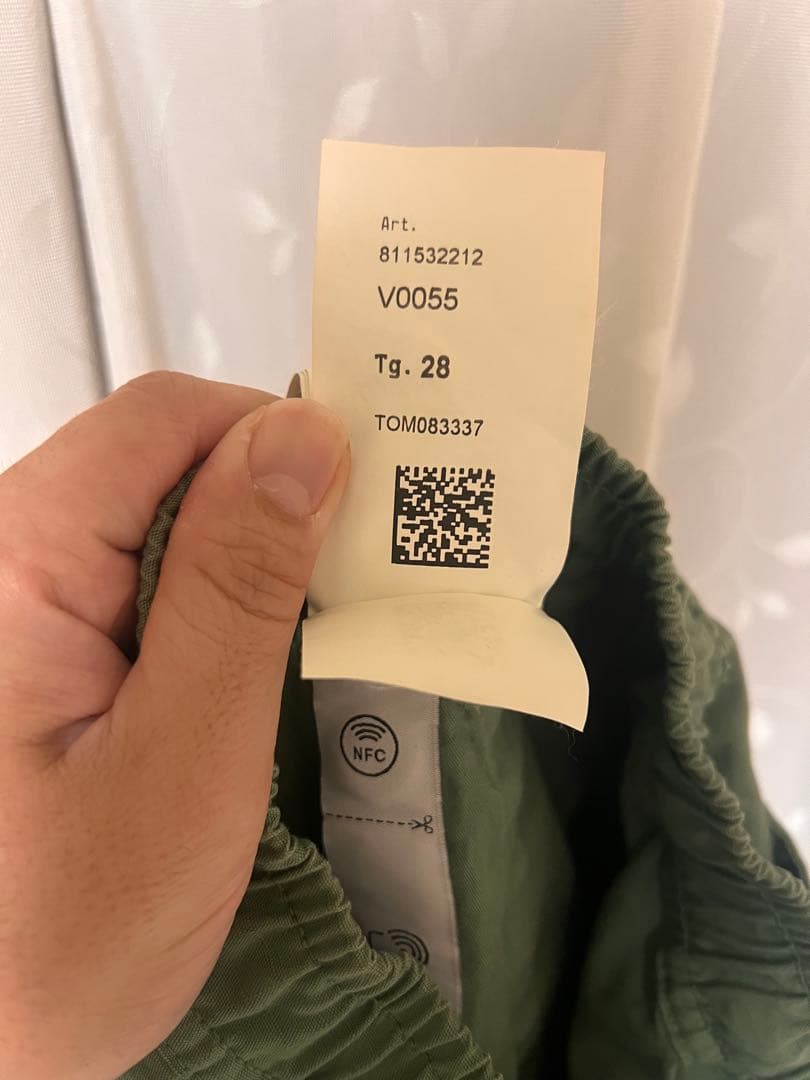 Art.
811532212
V0055
Tg. 28
TOM083337
NFC